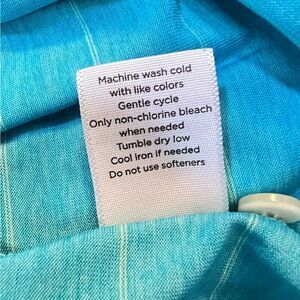 Machine wash cold
with like colors
Gentle cycle
Only non-chlorine bleach
when needed
Tumble dry low
Cool iron if needed
Do not use softeners